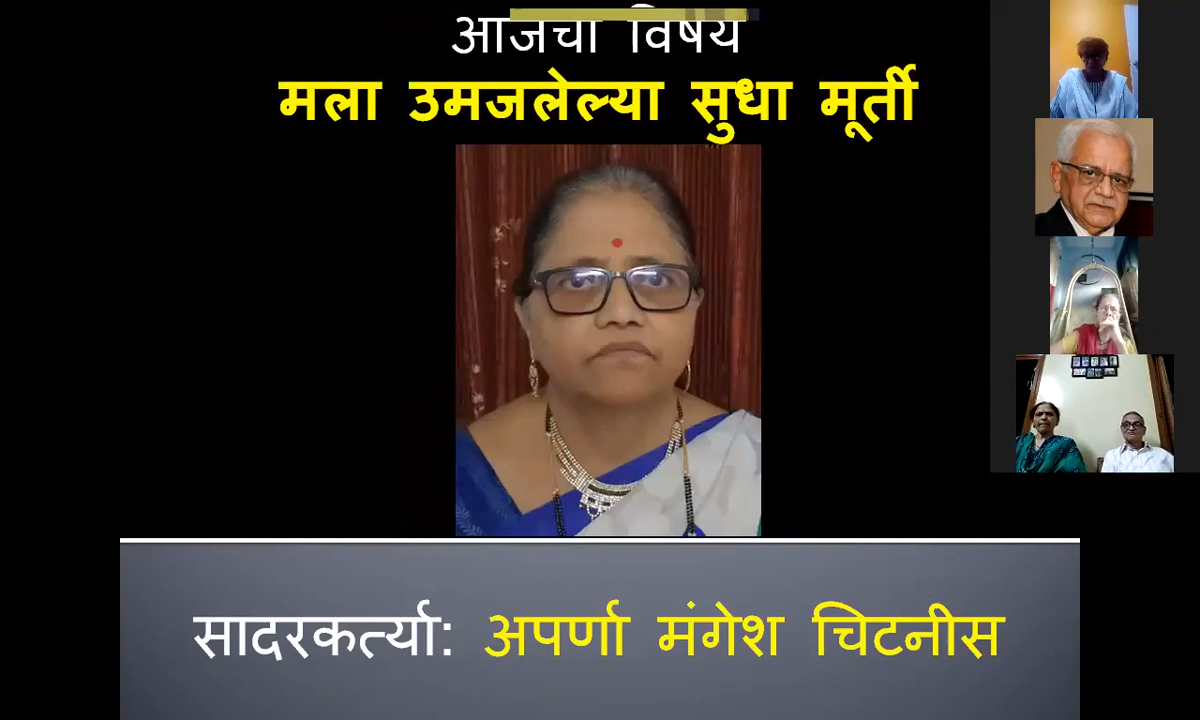 आजचा विषय
मला उमजलेल्या सुधा मूर्ती
सादरकर्त्या: अपर्णा मंगेश चिटनीस